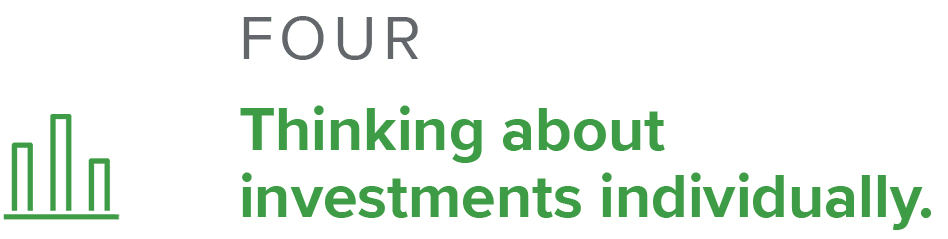 FOUR
Thinking about
investments individually.